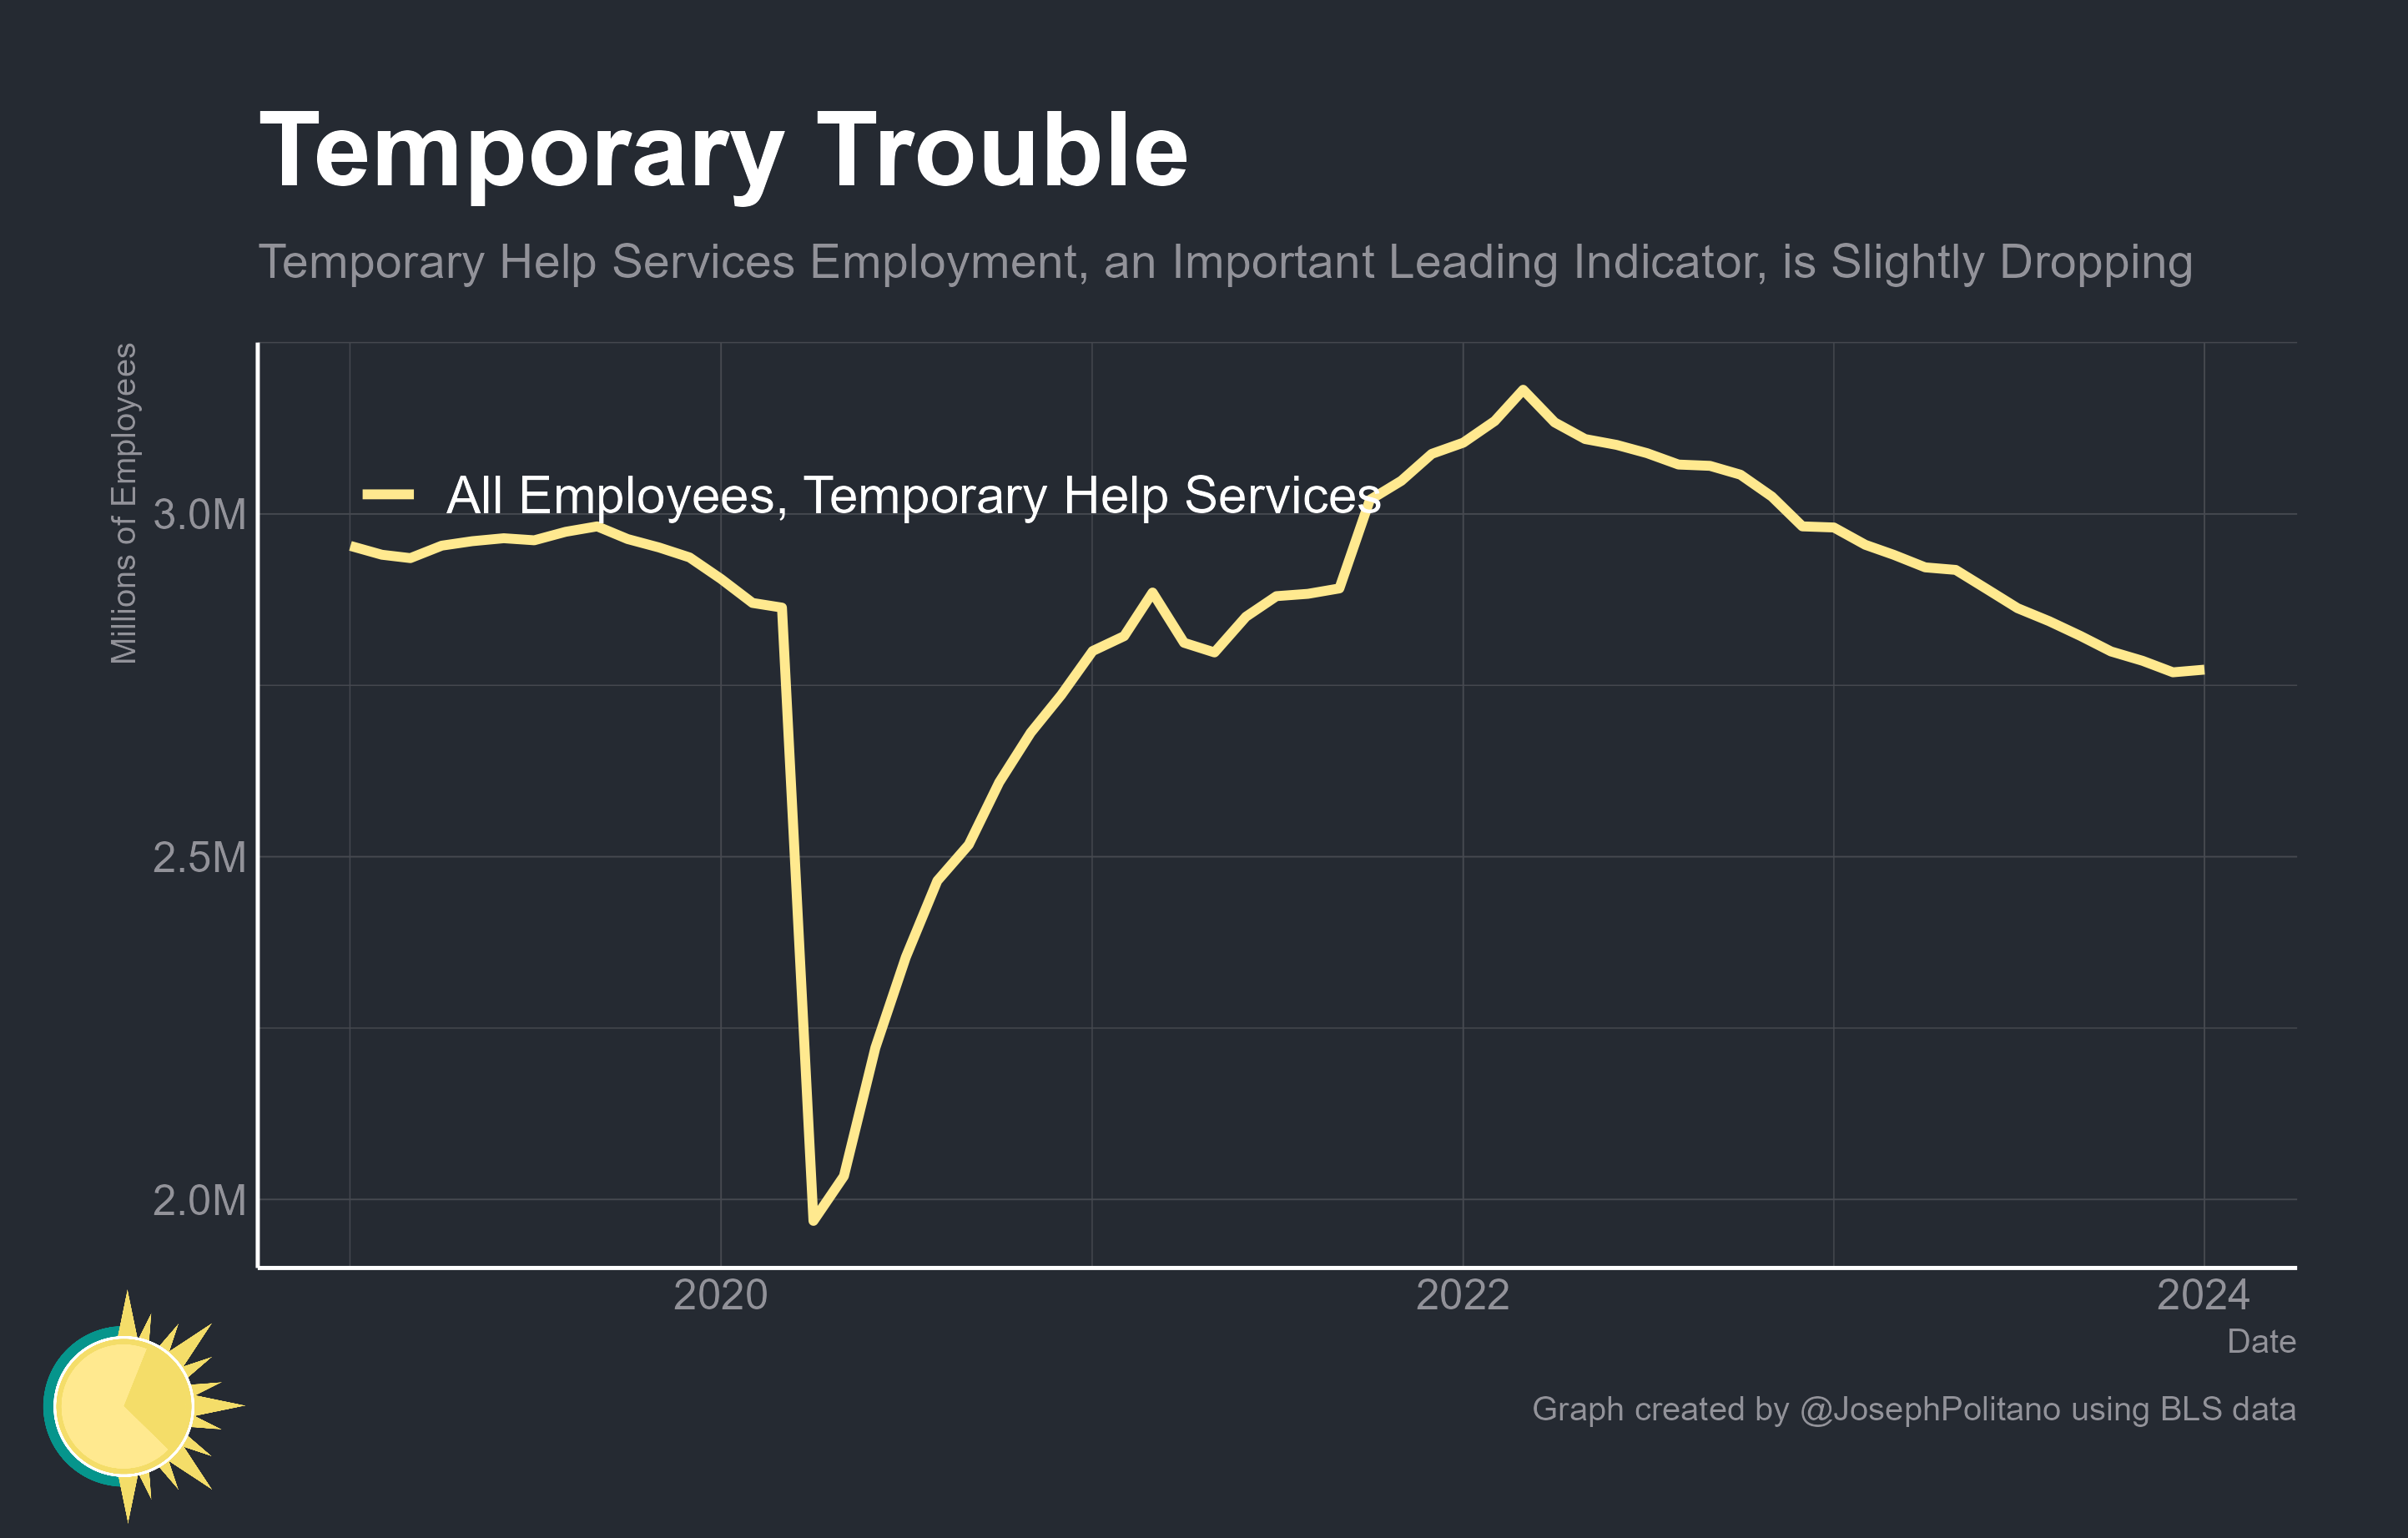 Temporary Trouble
Temporary Help Services Employment, an Important Leading Indicator, is Slightly Dropping
Millions of Employees
All Employees, Temporary Help Services
3.0M
2.5M
2.0M
2020
2022
2024
Date
Graph created by @JosephPolitano using BLS data